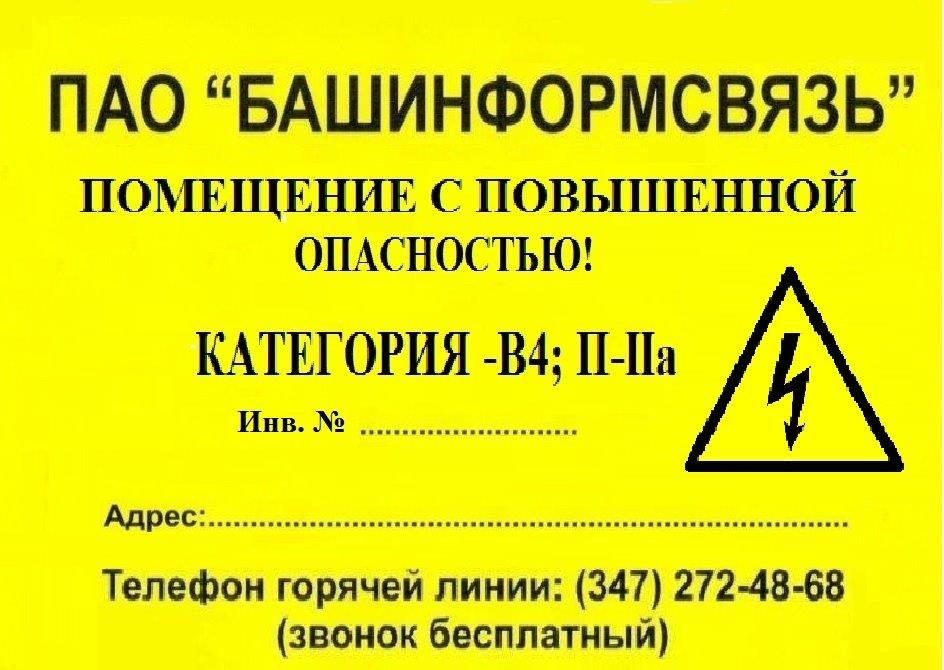 ПАО “БАШИНФОРМСВЯЗЬ”
ПОМЕЩЕНИЕ С ПОВЫШЕННОЙ
ОПАСНОСТЬЮ!
КАТЕГОРИЯ -В4; П-IIа
Инв. № ..........................
Адрес:............................................................................
Телефон горячей линии: (347) 272-48-68
(звонок бесплатный)